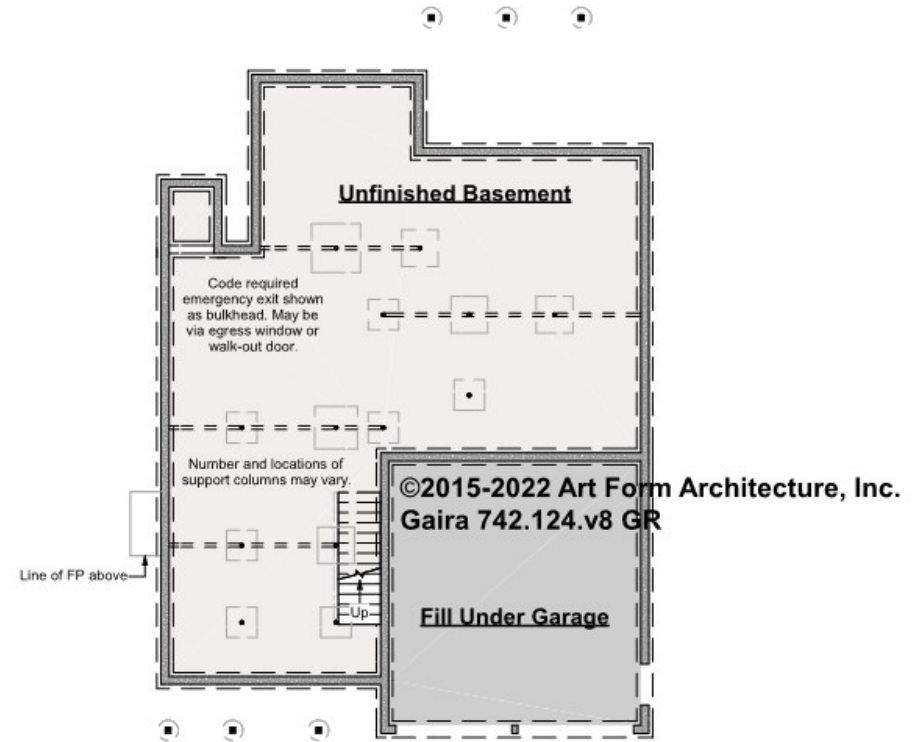 Unfinished Basement
Code required
emergency exit shown
as bulkhead. May be
via egress window or
walk-out door.
Number and locations of
support columns may vary.
©2015-2022 Art Form Architecture, Inc.
Gaira 742.124.v8 GR
Line of FP above
Up
Fill Under Garage